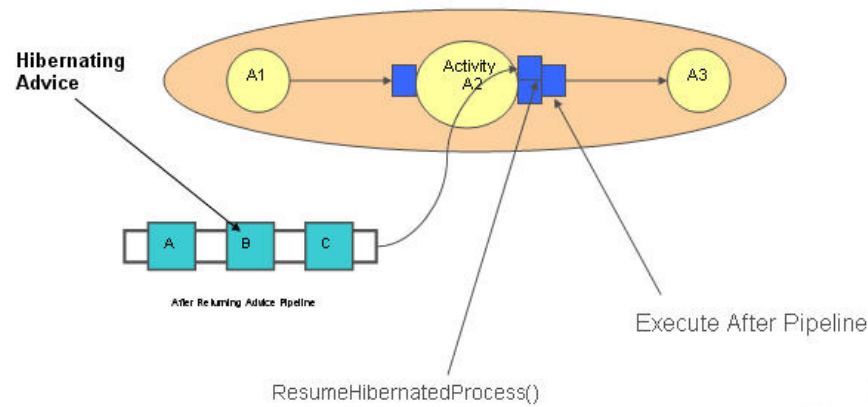 Hibernating
Advice
A1
Activity
A2
A3
A
B
C
After Returning Advice Pipeline
Execute After Pipeline
ResumeHibernatedProcess()